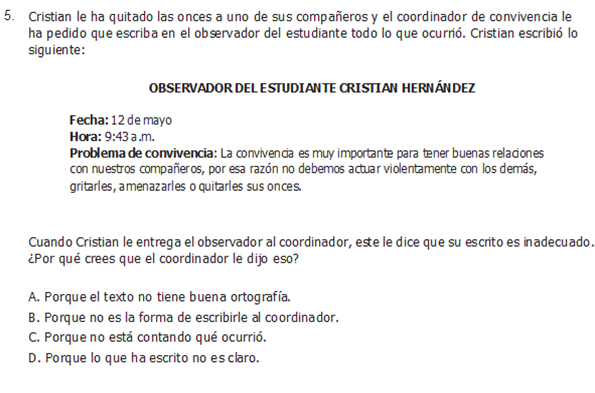 5. Cristian le ha quitado las onces a uno de sus compañeros y el coordinador de convivencia le
ha pedido que escriba en el observador del estudiante todo lo que ocurrió. Cristian escribió lo
siguiente:
OBSERVADOR DEL ESTUDIANTE CRISTIAN HERNÁNDEZ
Fecha: 12 de mayo
Hora: 9:43 a.m.
Problema de convivencia: La convivencia es muy importante para tener buenas relaciones
con nuestros compañeros, por esa razón no debemos actuar violentamente con los demás,
gritarles, amenazarles o quitarles sus onces.
Cuando Cristian le entrega el observador al coordinador, este le dice que su escrito es inadecuado.
¿Por qué crees que el coordinador le dijo eso?
A. Porque el texto no tiene buena ortografía.
B. Porque no es la forma de escribirle al coordinador.
C. Porque no está contando qué ocurrió.
D. Porque lo que ha escrito no es claro.